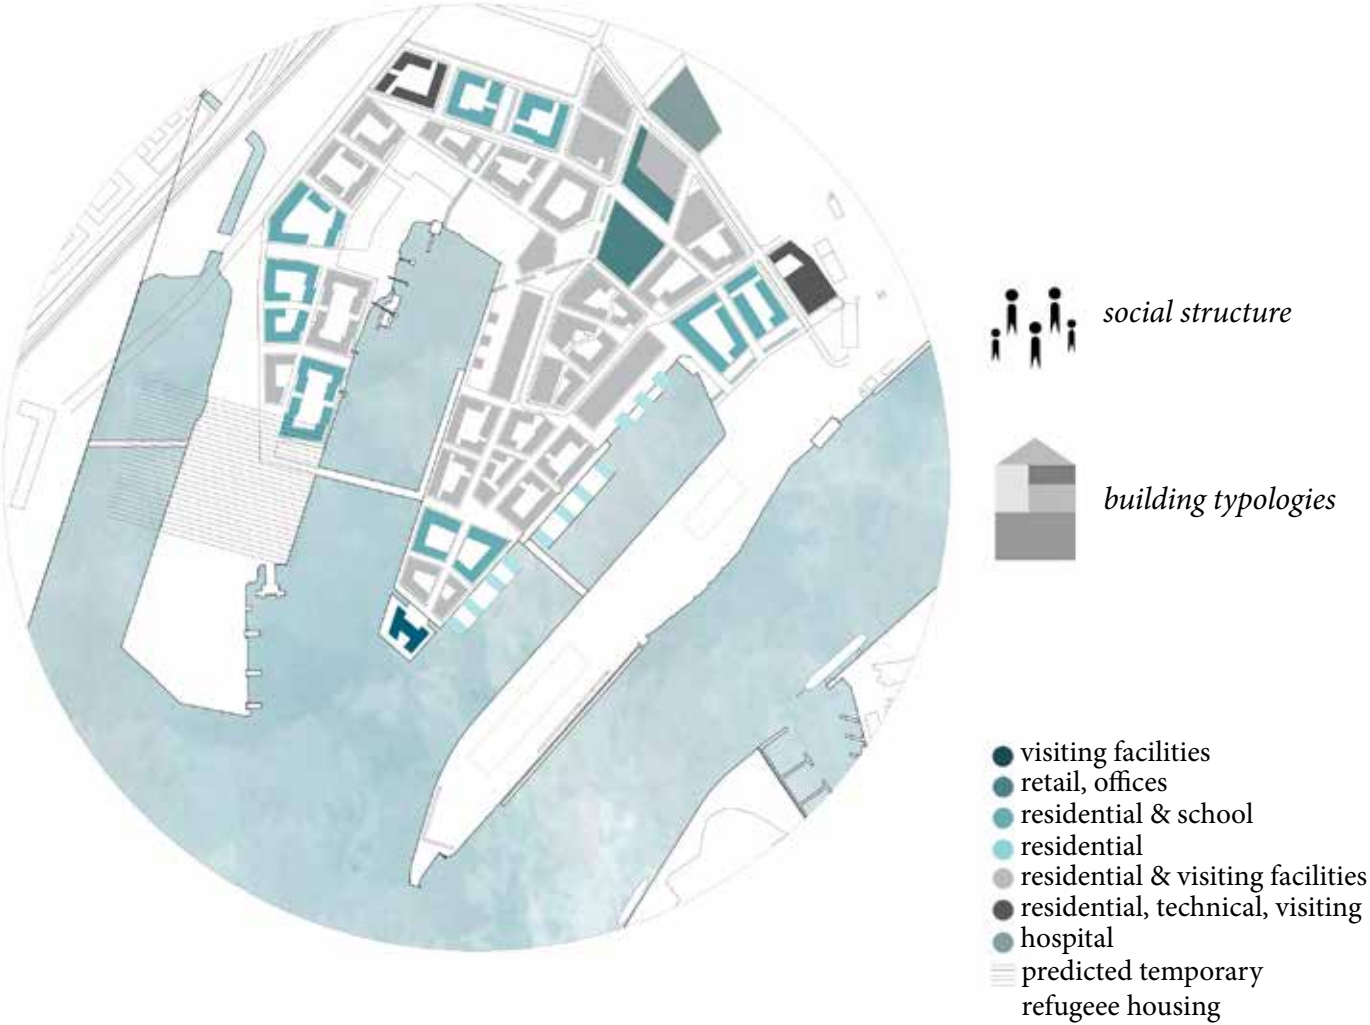 social structure
building typologies
visiting facilities
retail, offices
residential & school
residential
residential & visiting facilities
residential, technical, visiting
hospital
predicted temporary
refugeee housing